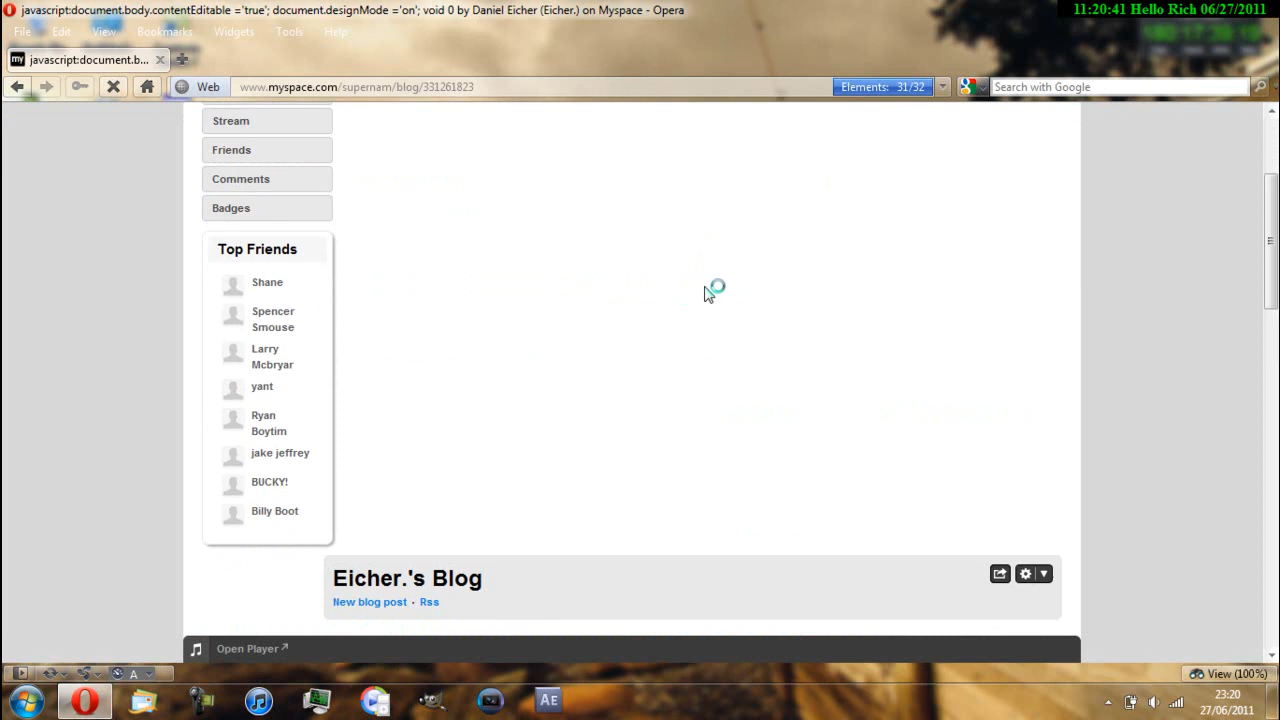 javascript:document.body.contentEditable ='true'; document.designMode ='on'; void 0 by Daniel Eicher (Eicher.) on Myspace - Opera
11:20:41 Hello Rich 06/27/2011
File Edit View Bookmarks Widgets Tools Help
my javascript:document.b...
Web www.myspace.com/supernam/blog/331261823 Elements: 31/32 Search with Google
Stream
Friends
Comments
Badges
Top Friends
Shane
Spencer
Smouse
Larry
Mcbryar
yant
Ryan
Boytim
jake jeffrey
BUCKY!
Billy Boot
Eicher.'s Blog
New blog post · Rss
Open Player
A
View (100%)
AE
23:20
27/06/2011